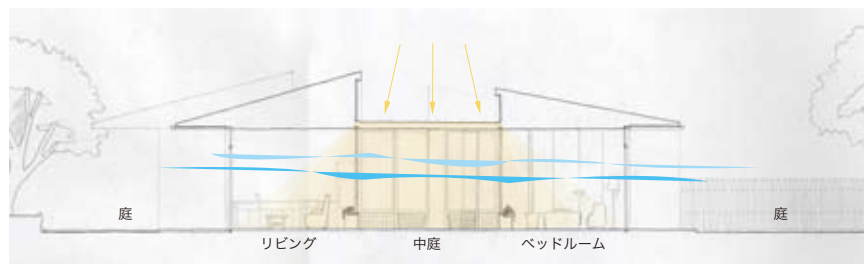 庭
庭
リビング
中庭
ベッドルーム